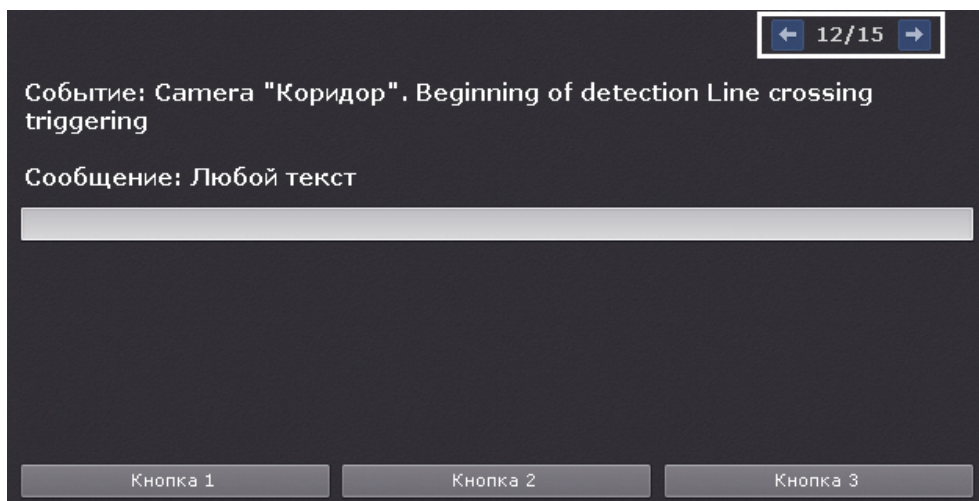 12/15
Событие: Camera "Коридор". Beginning of detection Line crossing
triggering
Сообщение: Любой текст
Кнопка 1 Кнопка 2 Кнопка 3